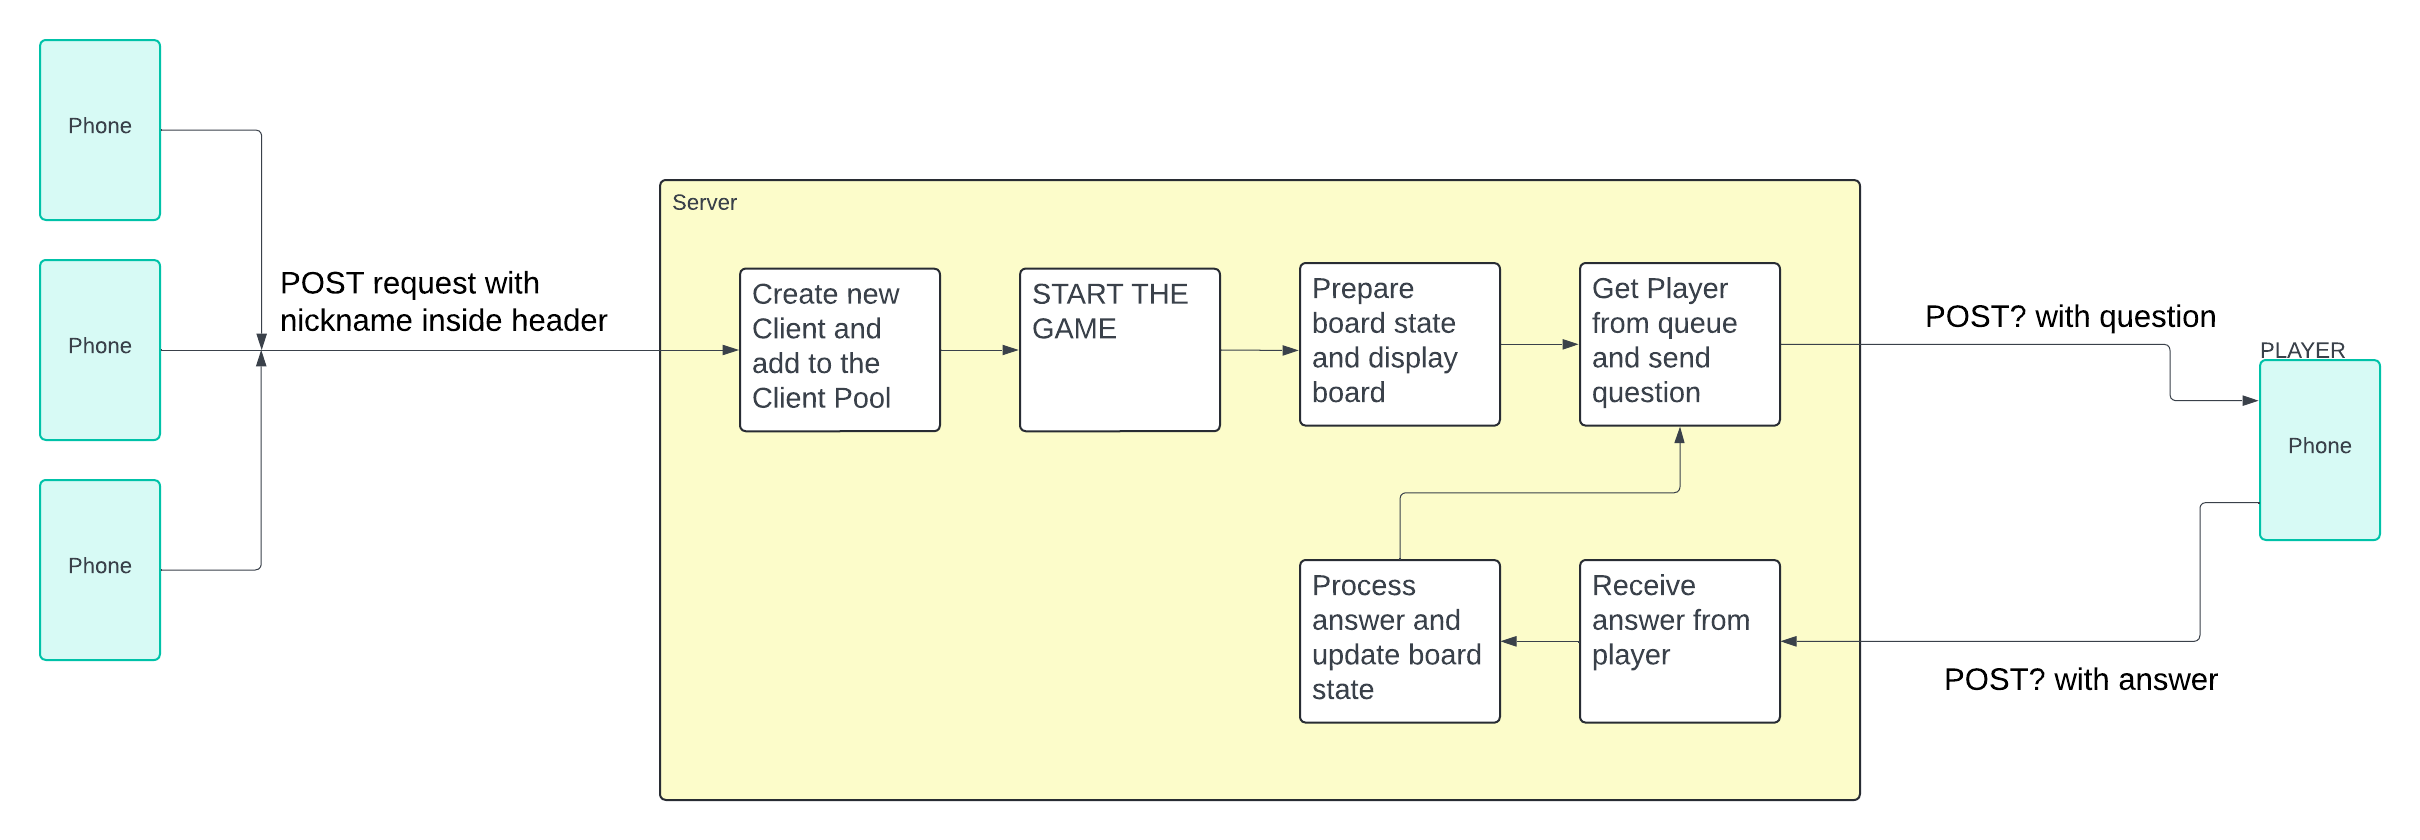 Phone
Phone
Phone
POST request with
nickname inside header
Server
Create new
Client and
add to the
Client Pool
START THE
GAME
Prepare
board state
and display
board
Get Player
from queue
and send
question
POST? with question
PLAYER
Phone
Process
answer and
update board
state
Receive
answer from
player
POST? with answer